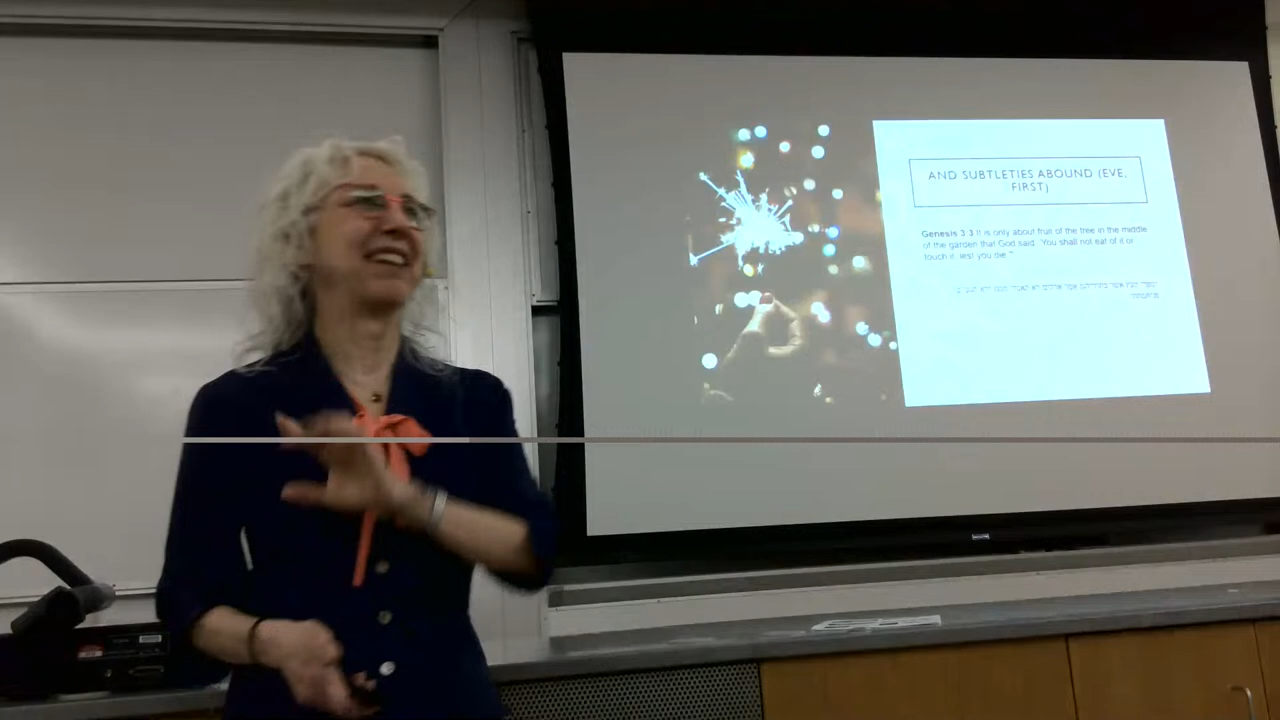 AND SUBTLETIES ABOUND (EVE,
FIRST)
Genesis 3:3 It is only about fruit of the tree in the middle
of the garden that God said: 'You shall not eat of it or
touch it, lest you die.'"